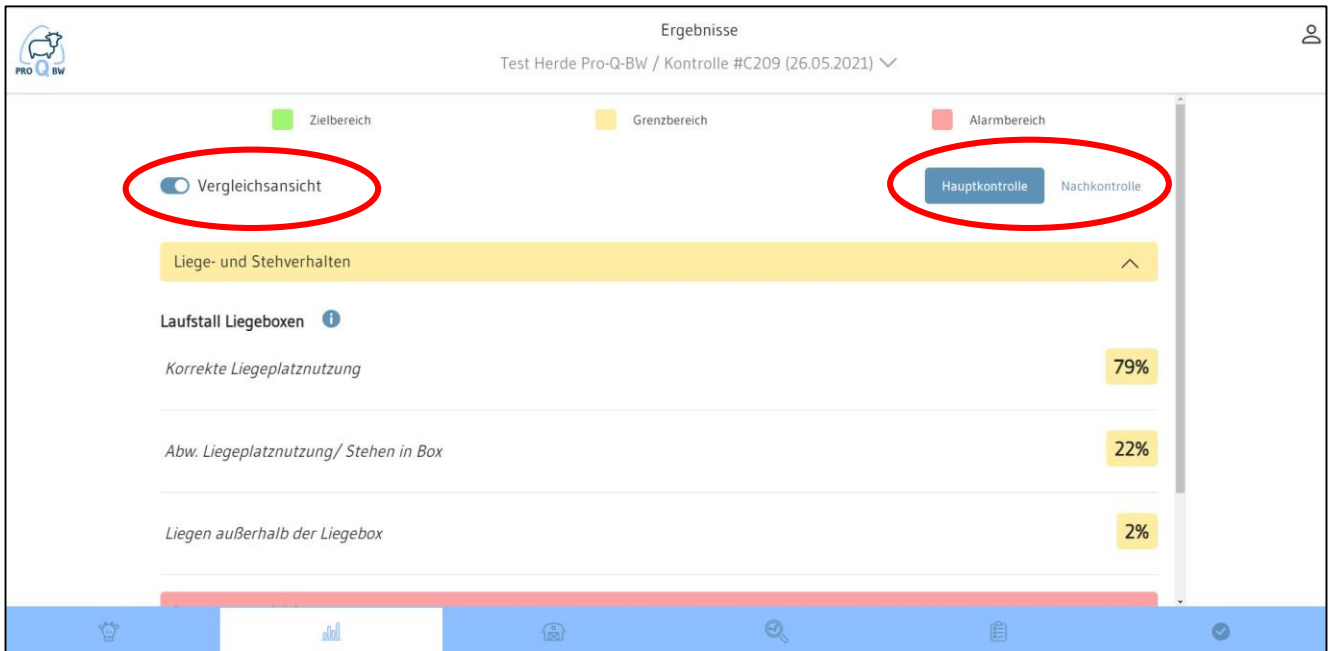 Ergebnisse
PRO Q BW
Test Herde Pro-Q-BW / Kontrolle #C209 (26.05.2021)
Zielbereich
Grenzbereich
Alarmbereich
Vergleichsansicht
Hauptkontrolle
Nachkontrolle
Liege- und Stehverhalten
Laufstall Liegeboxen
Korrekte Liegeplatznutzung
79%
Abw. Liegeplatznutzung/ Stehen in Box
22%
Liegen außerhalb der Liegebox
2%